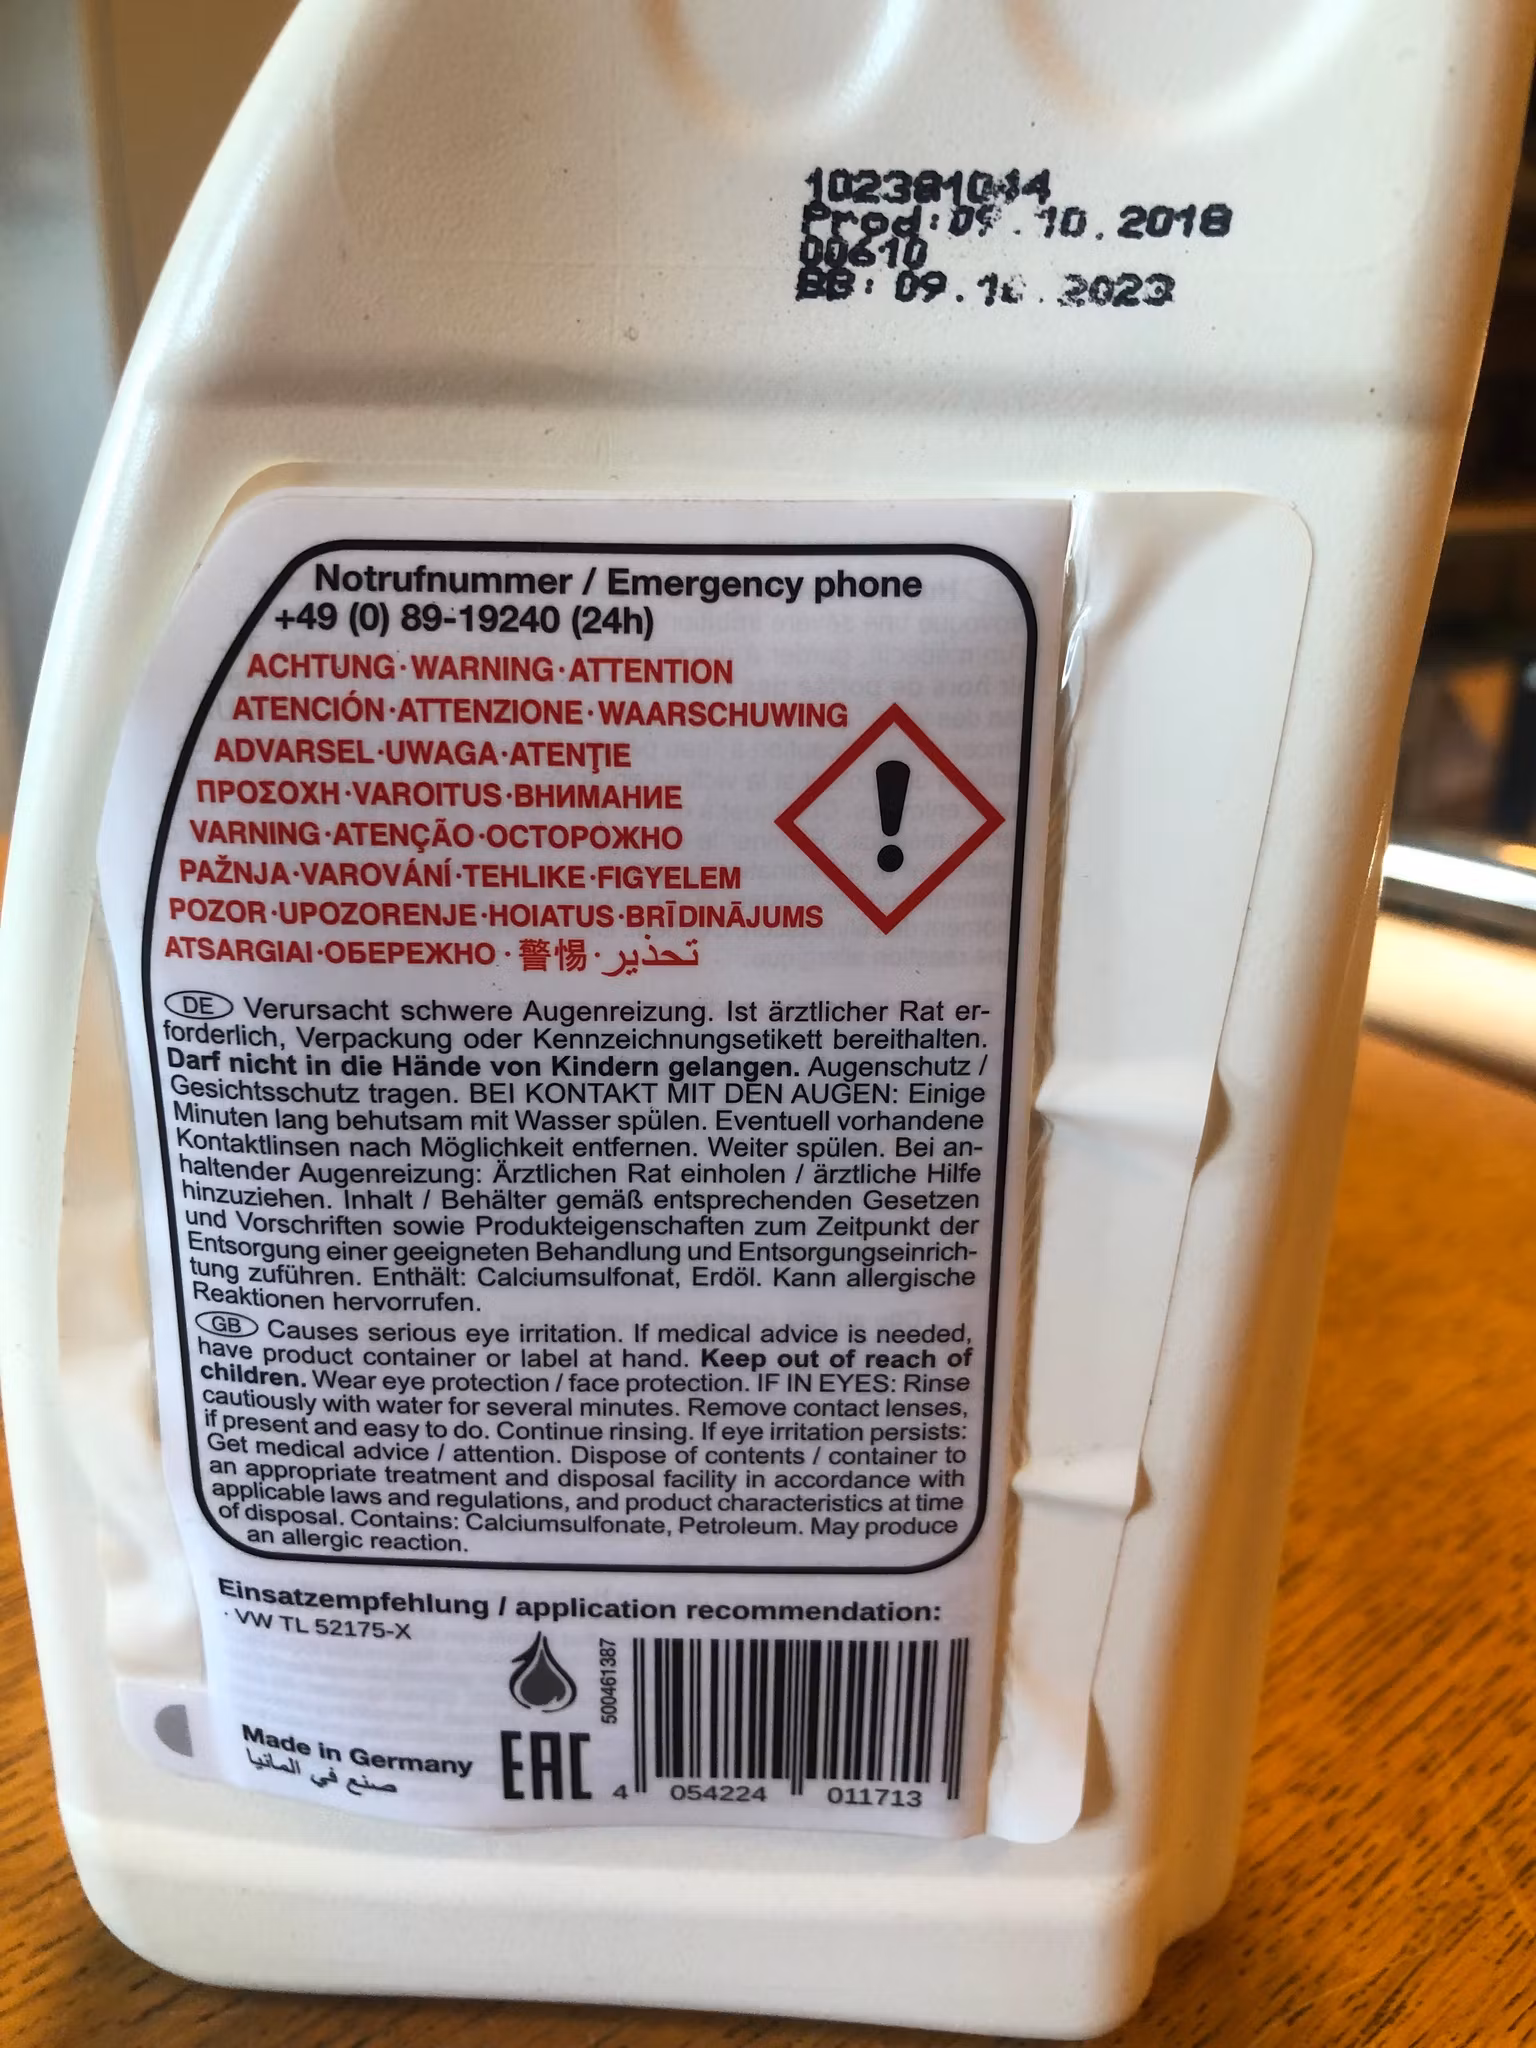 102381044
Prod: 09.10.2018
00610
BB: 09.10.2023
Notrufnummer / Emergency phone
+49 (0) 89-19240 (24h)
ACHTUNG·WARNING·ATTENTION
ATENCIÓN·ATTENZIONE·WAARSCHUWING
ADVARSEL·UWAGA·ATENŢIE
ΠΡΟΣΟΧΗ·VAROITUS·ВНИМАНИЕ
VARNING·ATENÇÃO·ОСТОРОЖНО
PAŽNJA·VAROVÁNÍ·TEHLIKE·FIGYELEM
POZOR·UPOZORENJE·HOIATUS·BRĪDINĀJUMS
ATSARGIAI·ОБЕРЕЖНО·警惕·تحذير
DE Verursacht schwere Augenreizung. Ist ärztlicher Rat er-
forderlich, Verpackung oder Kennzeichnungsetikett bereithalten.
Darf nicht in die Hände von Kindern gelangen. Augenschutz /
Gesichtsschutz tragen. BEI KONTAKT MIT DEN AUGEN: Einige
Minuten lang behutsam mit Wasser spülen. Eventuell vorhandene
Kontaktlinsen nach Möglichkeit entfernen. Weiter spülen. Bei an-
haltender Augenreizung: Ärztlichen Rat einholen / ärztliche Hilfe
hinzuziehen. Inhalt / Behälter gemäß entsprechenden Gesetzen
und Vorschriften sowie Produkteigenschaften zum Zeitpunkt der
Entsorgung einer geeigneten Behandlung und Entsorgungseinrich-
tung zuführen. Enthält: Calciumsulfonat, Erdöl. Kann allergische
Reaktionen hervorrufen.
GB Causes serious eye irritation. If medical advice is needed,
have product container or label at hand. Keep out of reach of
children. Wear eye protection / face protection. IF IN EYES: Rinse
cautiously with water for several minutes. Remove contact lenses,
if present and easy to do. Continue rinsing. If eye irritation persists:
Get medical advice / attention. Dispose of contents / container to
an appropriate treatment and disposal facility in accordance with
applicable laws and regulations, and product characteristics at time
of disposal. Contains: Calciumsulfonate, Petroleum. May produce
an allergic reaction.
Einsatzempfehlung / application recommendation:
· VW TL 52175-X
500461387
Made in Germany
صنع في المانيا
EAC
4 054224 011713